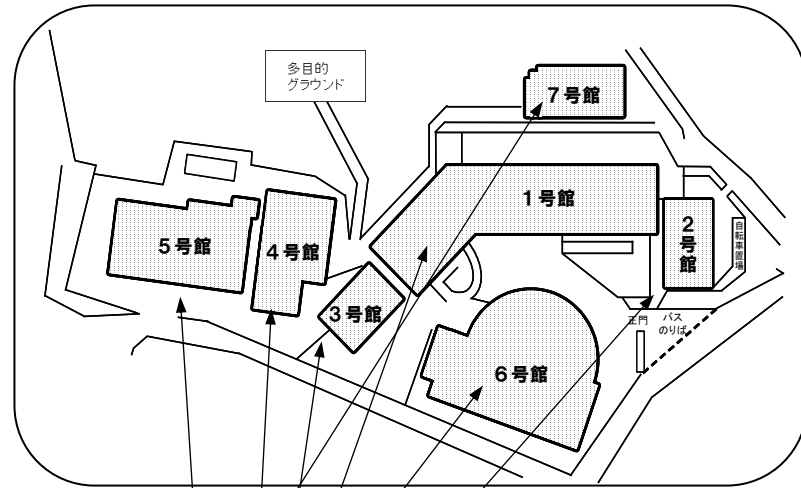 多目的
グラウンド
7号館
1号館
2号館
自転車置場
5号館
4号館
3号館
正門
バス
のりば
6号館